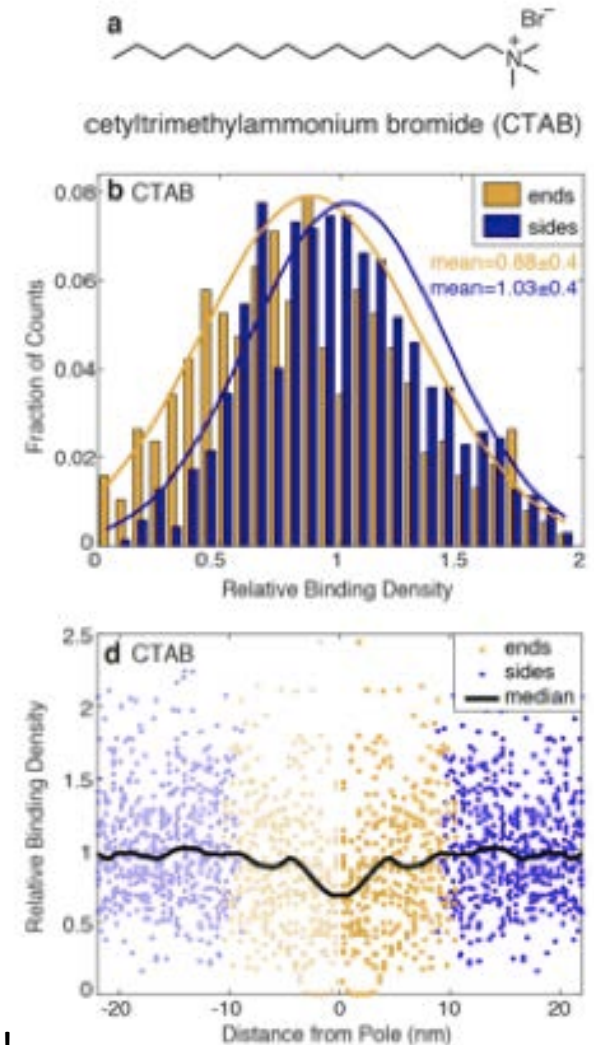 a
Br⁻
N⁺
cetyltrimethylammonium bromide (CTAB)
b CTAB
ends
sides
mean=0.88±0.4
mean=1.03±0.4
Fraction of Counts
0.08
0.06
0.04
0.02
0
0 0.5 1 1.5 2
Relative Binding Density
d CTAB
ends
sides
median
Relative Binding Density
2.5
2
1.5
1
0.5
0
-20 -10 0 10 20
Distance from Pole (nm)